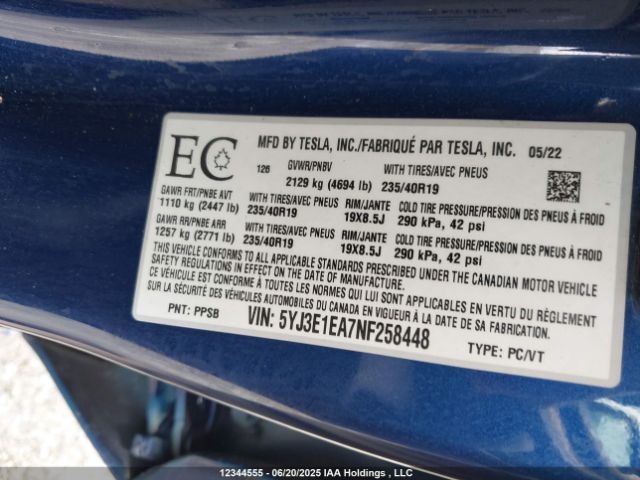 EC
MFD BY TESLA, INC./FABRIQUÉ PAR TESLA, INC. 05/22
126 GVWR/PNBV WITH TIRES/AVEC PNEUS
2129 kg (4694 lb) 235/40R19
GAWR FRT/PNBE AVT WITH TIRES/AVEC PNEUS RIM/JANTE COLD TIRE PRESSURE/PRESSION DES PNEUS À FROID
1110 kg (2447 lb) 235/40R19 19X8.5J 290 kPa, 42 psi
GAWR RR/PNBE ARR WITH TIRES/AVEC PNEUS RIM/JANTE COLD TIRE PRESSURE/PRESSION DES PNEUS À FROID
1257 kg (2771 lb) 235/40R19 19X8.5J 290 kPa, 42 psi
THIS VEHICLE CONFORMS TO ALL APPLICABLE STANDARDS PRESCRIBED UNDER THE CANADIAN MOTOR VEHICLE
SAFETY REGULATIONS IN EFFECT ON THE DATE OF MANUFACTURE.
CE VÉHICULE EST CONFORME À TOUTES LES NORMES QUI LUI SONT APPLICABLES EN VERTU DU RÈGLEMENT
SUR LA SÉCURITÉ DES VÉHICULES AUTOMOBILES DU CANADA EN VIGUEUR À LA DATE DE SA FABRICATION.
PNT: PPSB VIN: 5YJ3E1EA7NF258448 TYPE: PC/VT
12344555 - 06/20/2025 IAA Holdings , LLC